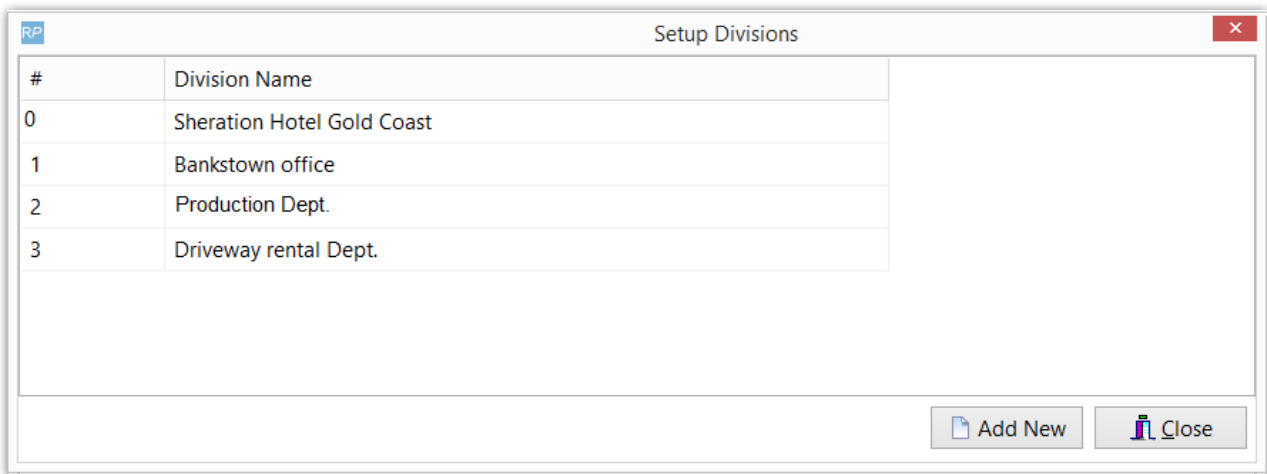 RP Setup Divisions
# Division Name
0 Sheration Hotel Gold Coast
1 Bankstown office
2 Production Dept.
3 Driveway rental Dept.
Add New Close